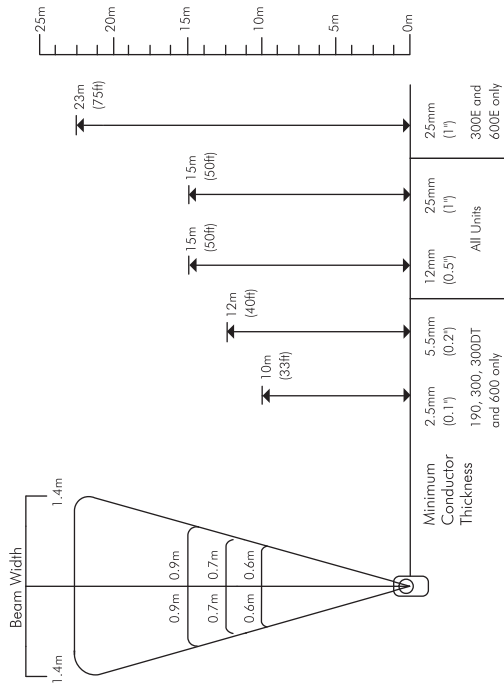 25m
20m
15m
10m
5m
0m
23m
(75ft)
15m
(50ft)
15m
(50ft)
12m
(40ft)
10m
(33ft)
25mm
(1")
300E and
600E only
25mm
(1")
12mm
(0.5")
All Units
5.5mm
(0.2")
2.5mm
(0.1")
190, 300, 300DT
and 600 only
Minimum
Conductor
Thickness
Beam Width
1.4m
1.4m
0.9m
0.9m
0.7m
0.7m
0.6m
0.6m